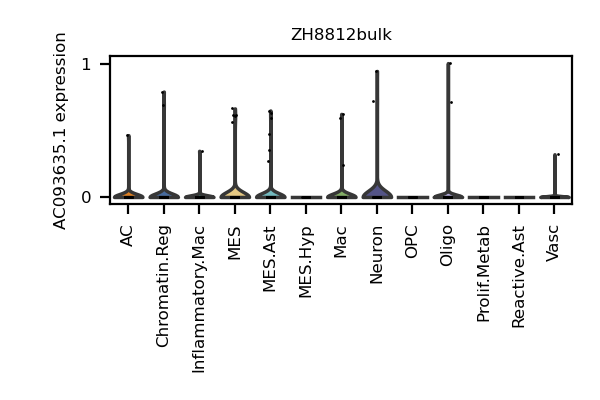 ZH8812bulk
AC093635.1 expression
1
0
AC
Chromatin.Reg
Inflammatory.Mac
MES
MES.Ast
MES.Hyp
Mac
Neuron
OPC
Oligo
Prolif.Metab
Reactive.Ast
Vasc